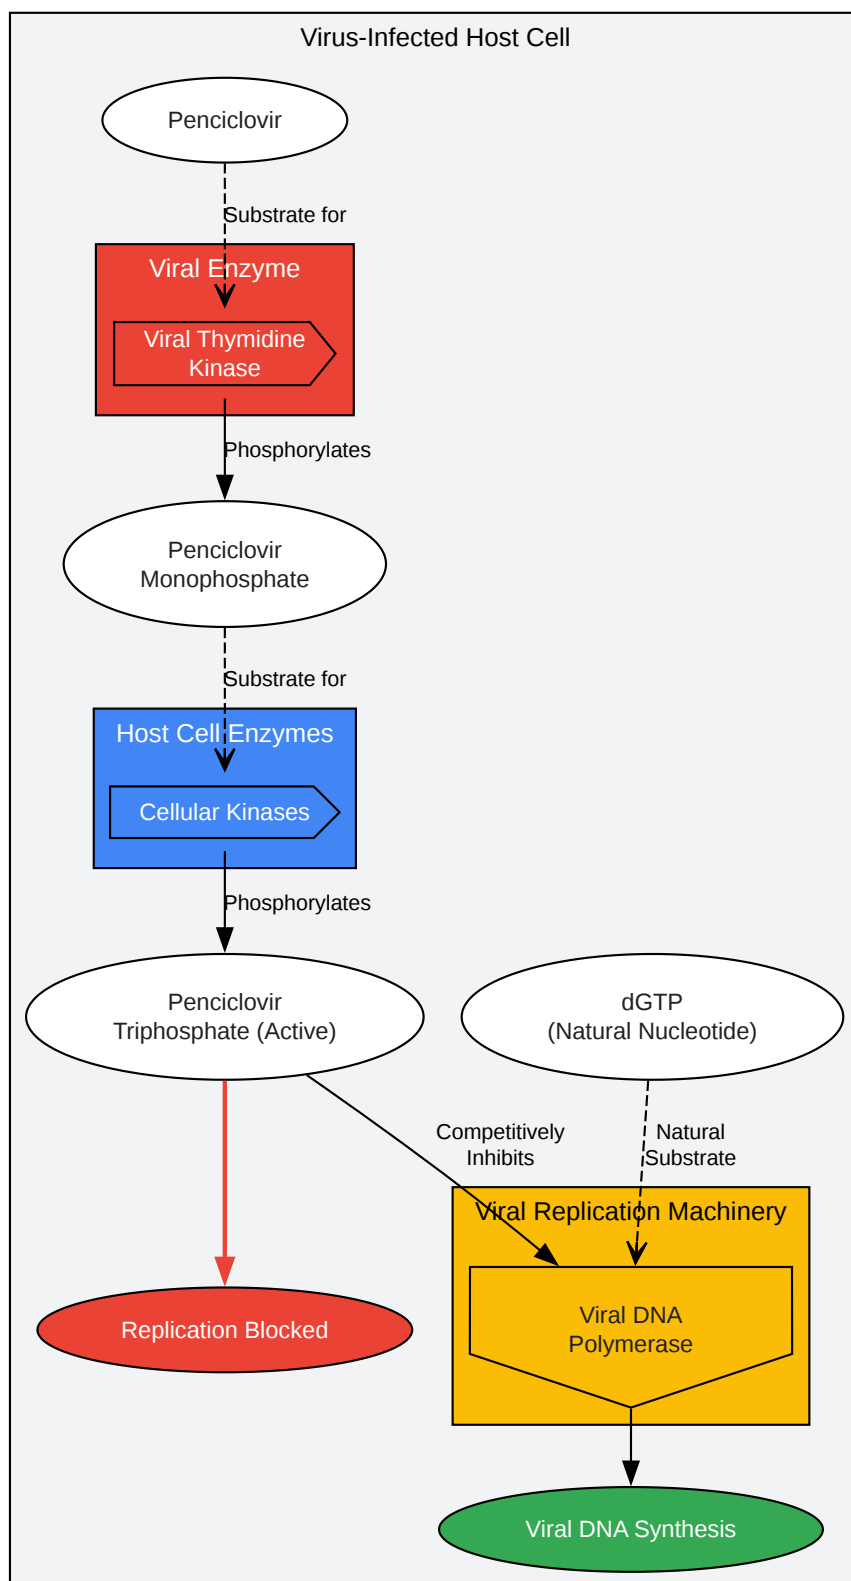 Virus-Infected Host Cell
Penciclovir
Substrate for
Viral Enzyme
Viral Thymidine
Kinase
Phosphorylates
Penciclovir
Monophosphate
Substrate for
Host Cell Enzymes
Cellular Kinases
Phosphorylates
Penciclovir
Triphosphate (Active)
dGTP
(Natural Nucleotide)
Competitively
Inhibits
Natural
Substrate
Viral Replication Machinery
Viral DNA
Polymerase
Replication Blocked
Viral DNA Synthesis